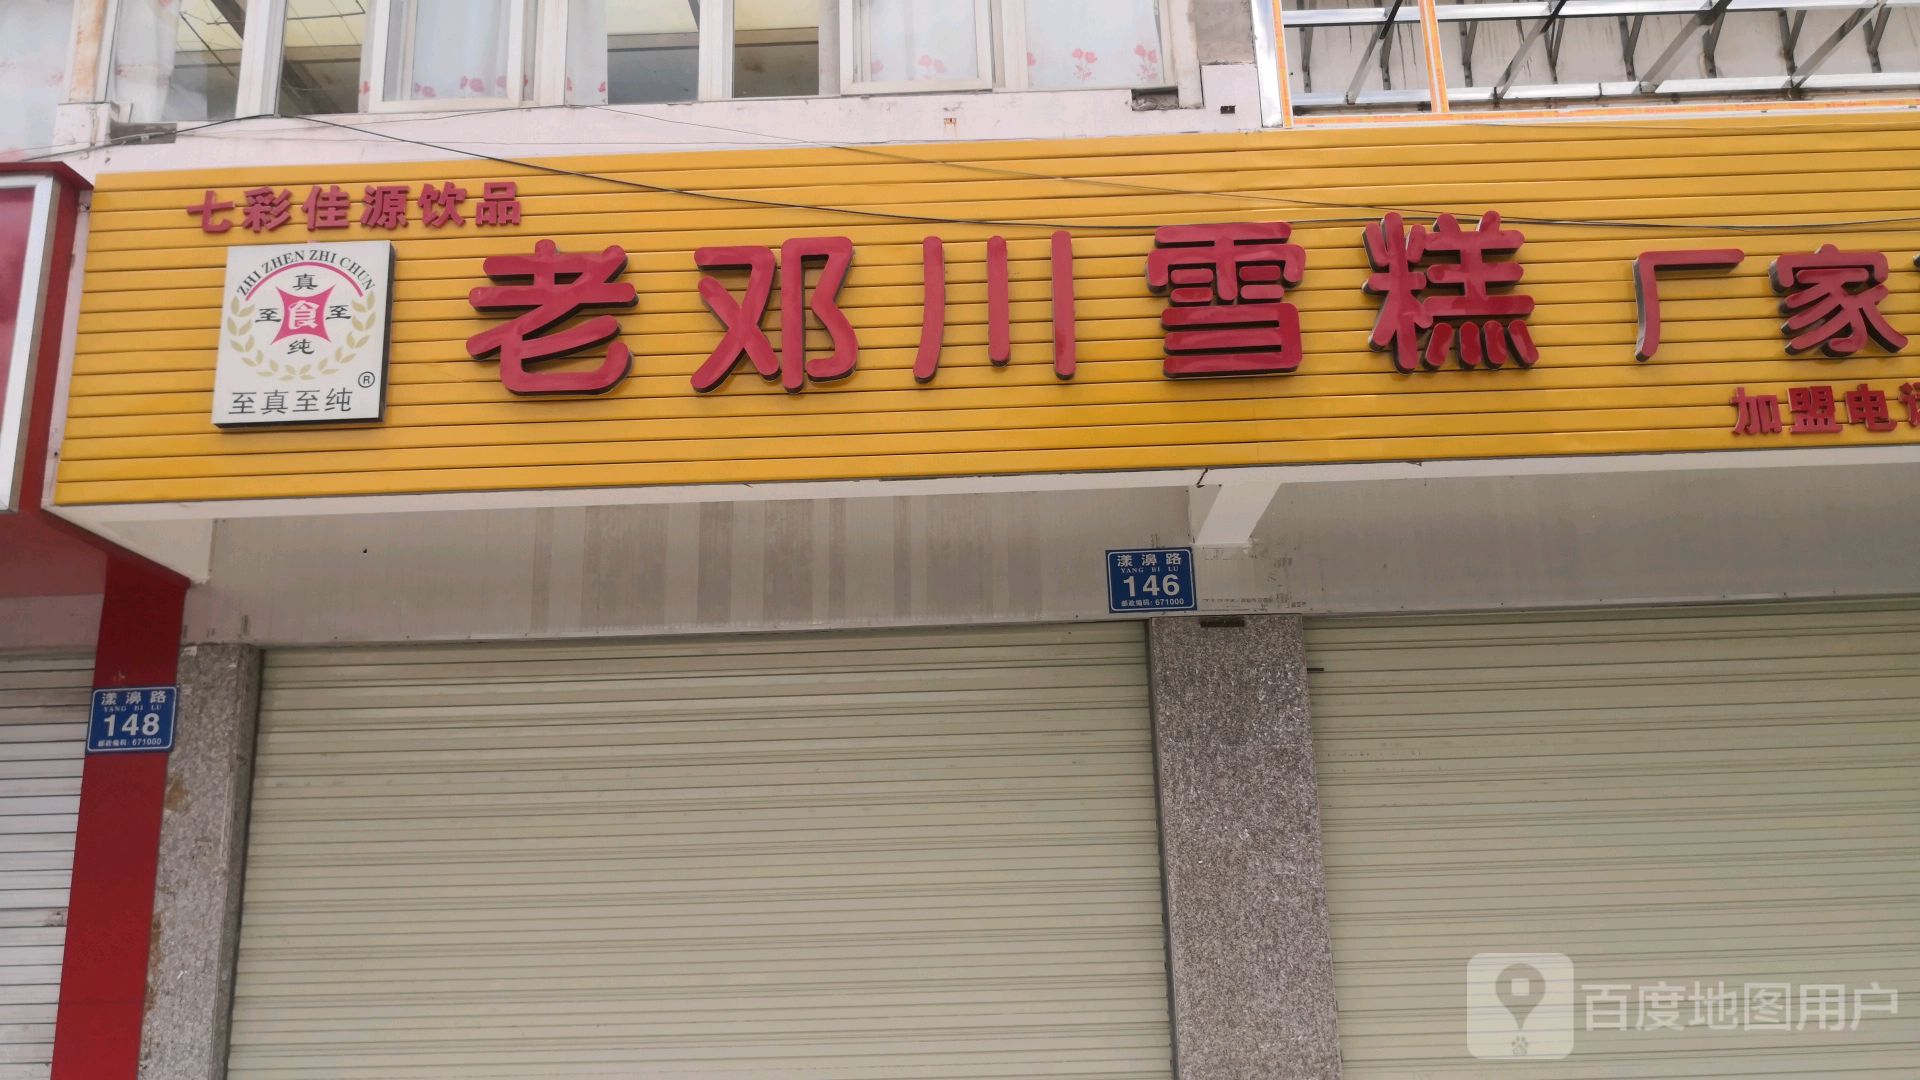 七彩佳源饮品
ZHI ZHEN ZHI CHUN
真
至食至
纯
至真至纯®
老邓川雪糕 厂家
加盟电话
漾濞路
YANG BI LU
146
邮政编码:671000
漾濞路
YANG BI LU
148
邮政编码:671000
百度地图用户